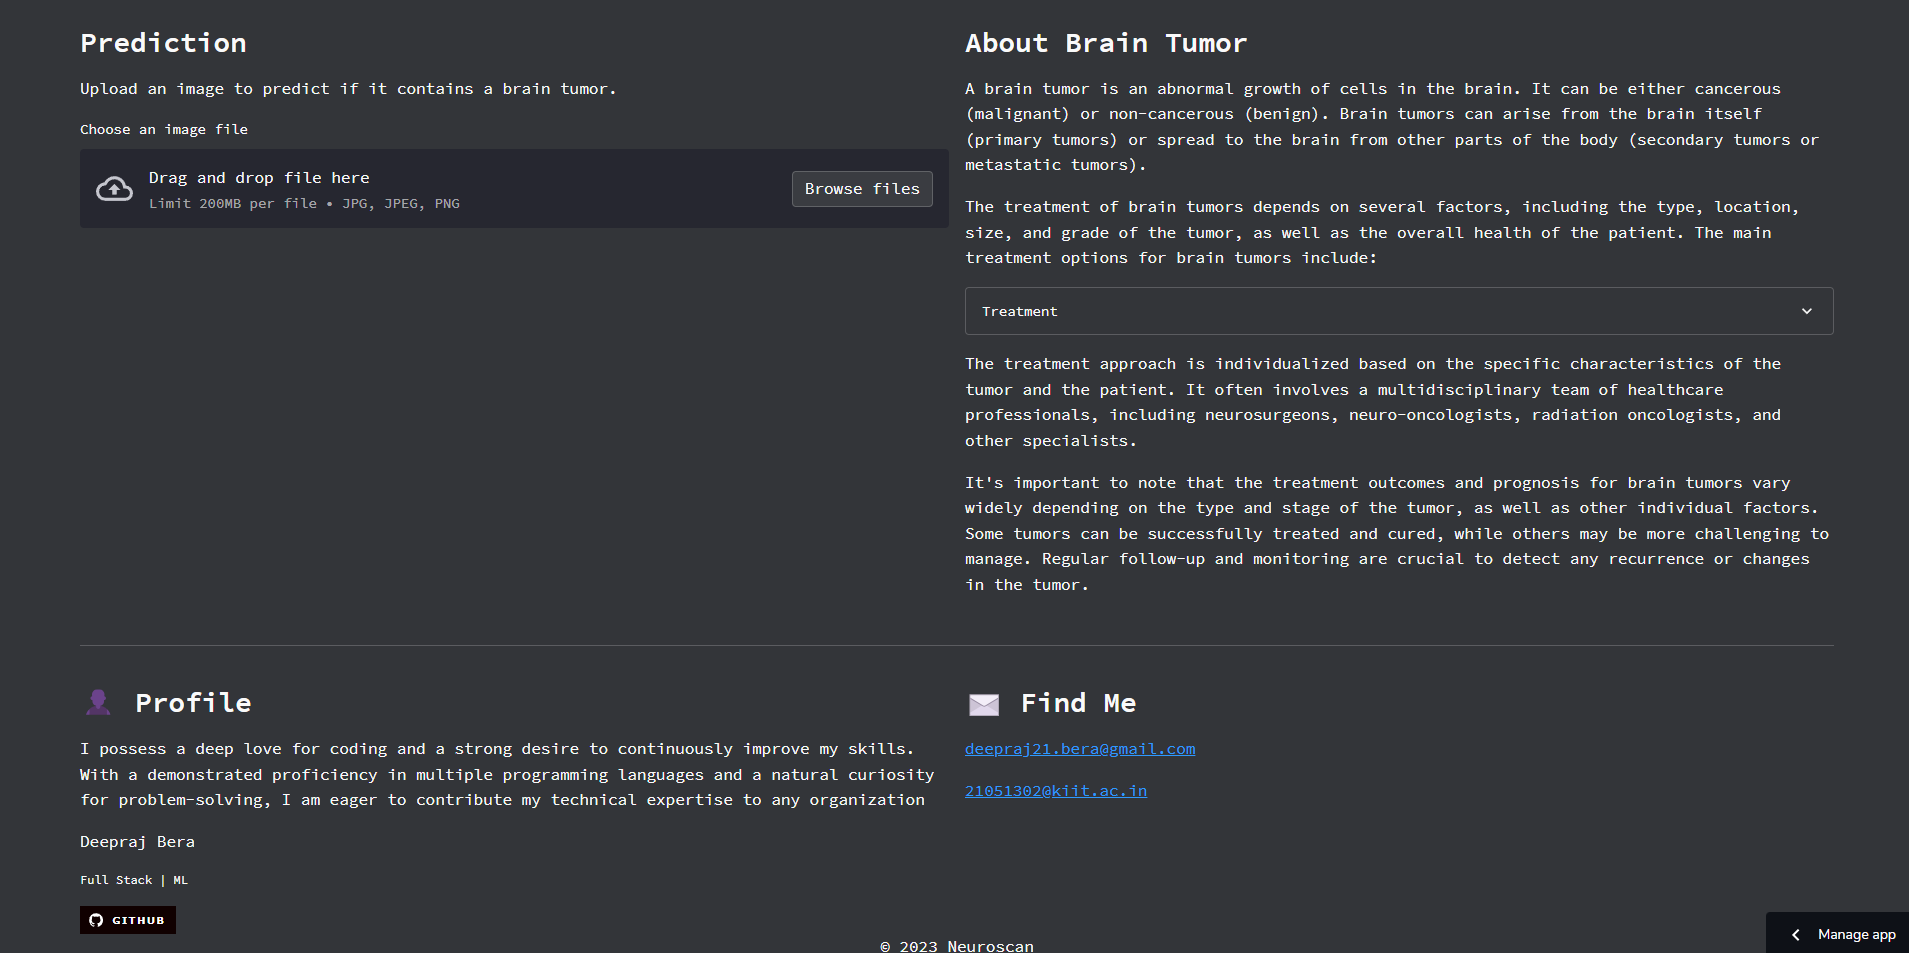 Prediction
Upload an image to predict if it contains a brain tumor.
Choose an image file
Drag and drop file here
Limit 200MB per file • JPG, JPEG, PNG
Browse files
About Brain Tumor
A brain tumor is an abnormal growth of cells in the brain. It can be either cancerous
(malignant) or non-cancerous (benign). Brain tumors can arise from the brain itself
(primary tumors) or spread to the brain from other parts of the body (secondary tumors or
metastatic tumors).
The treatment of brain tumors depends on several factors, including the type, location,
size, and grade of the tumor, as well as the overall health of the patient. The main
treatment options for brain tumors include:
Treatment
The treatment approach is individualized based on the specific characteristics of the
tumor and the patient. It often involves a multidisciplinary team of healthcare
professionals, including neurosurgeons, neuro-oncologists, radiation oncologists, and
other specialists.
It's important to note that the treatment outcomes and prognosis for brain tumors vary
widely depending on the type and stage of the tumor, as well as other individual factors.
Some tumors can be successfully treated and cured, while others may be more challenging to
manage. Regular follow-up and monitoring are crucial to detect any recurrence or changes
in the tumor.
Profile
I possess a deep love for coding and a strong desire to continuously improve my skills.
With a demonstrated proficiency in multiple programming languages and a natural curiosity
for problem-solving, I am eager to contribute my technical expertise to any organization
Deepraj Bera
Full Stack | ML
GITHUB
Find Me
deepraj21.bera@gmail.com
21051302@kiit.ac.in
© 2023 Neuroscan
Manage app